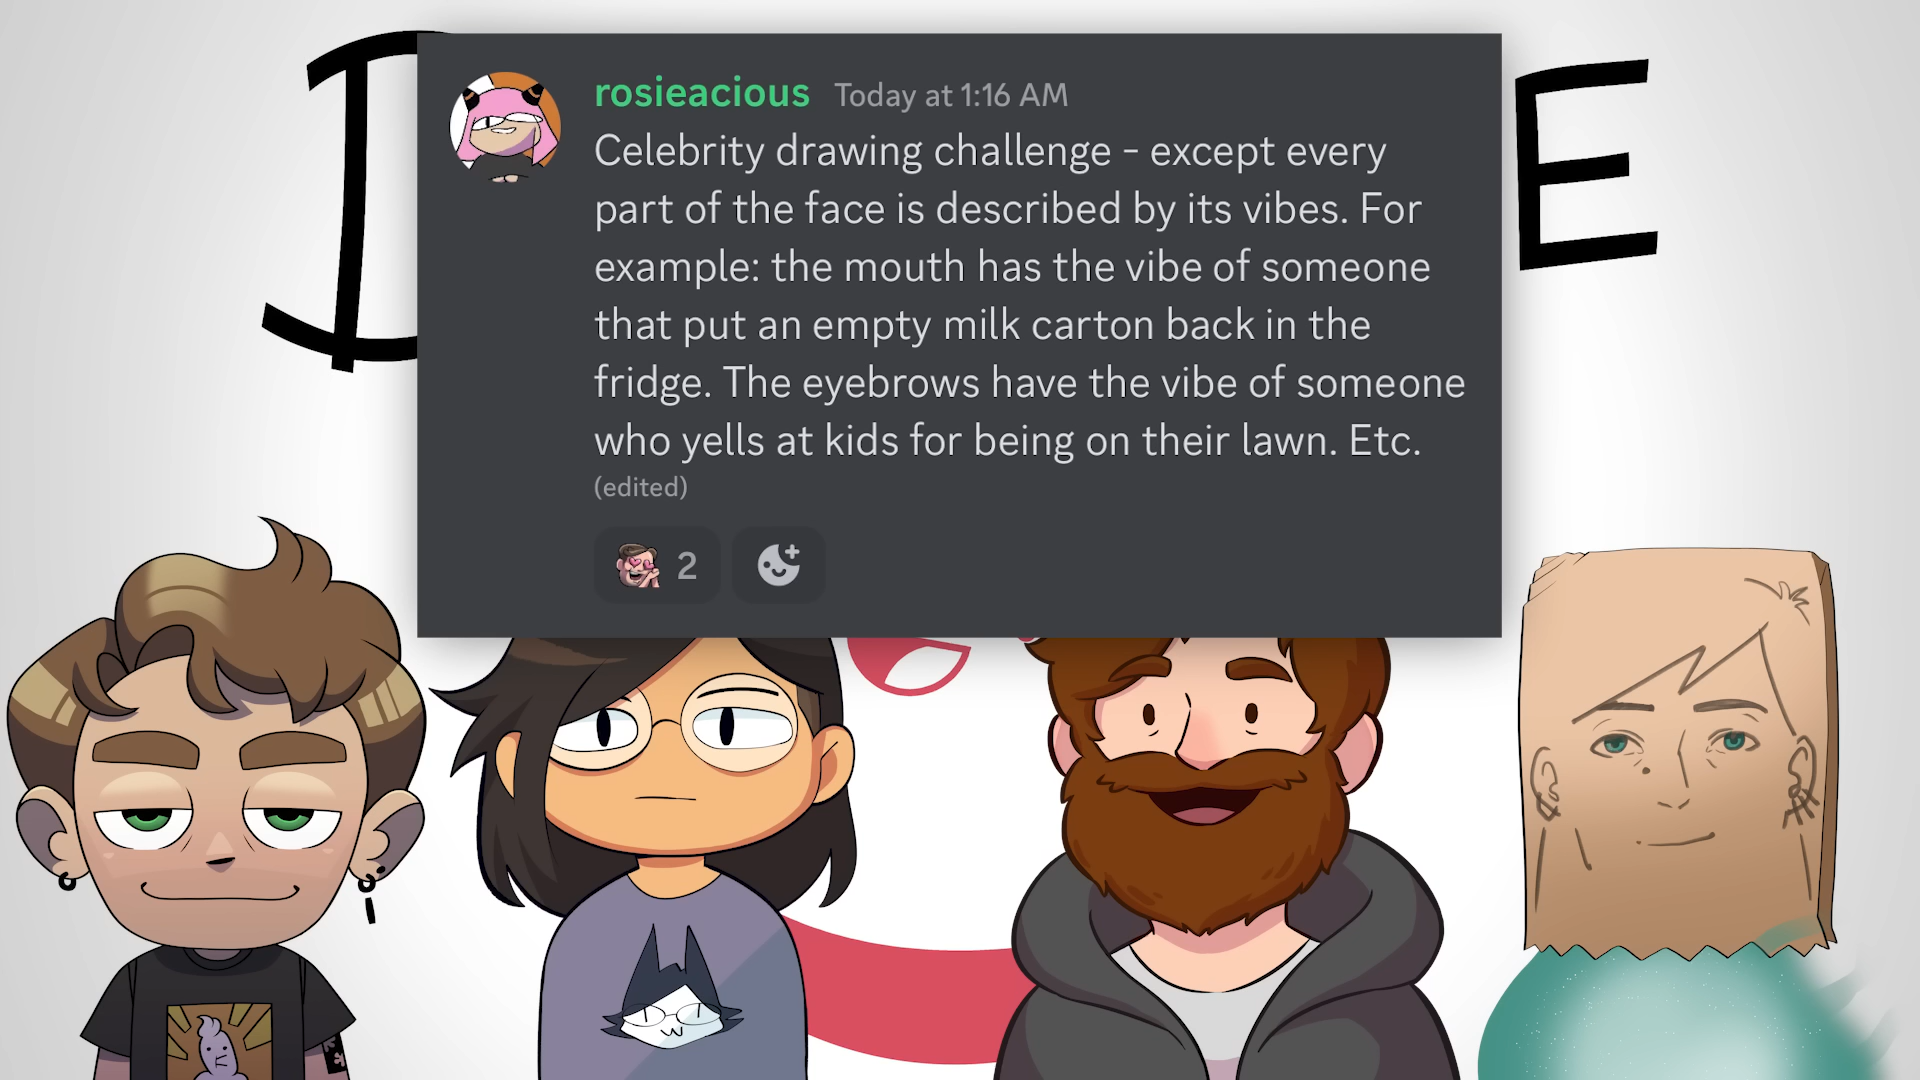 D
E
rosieacious Today at 1:16 AM
Celebrity drawing challenge - except every
part of the face is described by its vibes. For
example: the mouth has the vibe of someone
that put an empty milk carton back in the
fridge. The eyebrows have the vibe of someone
who yells at kids for being on their lawn. Etc.
(edited)
2